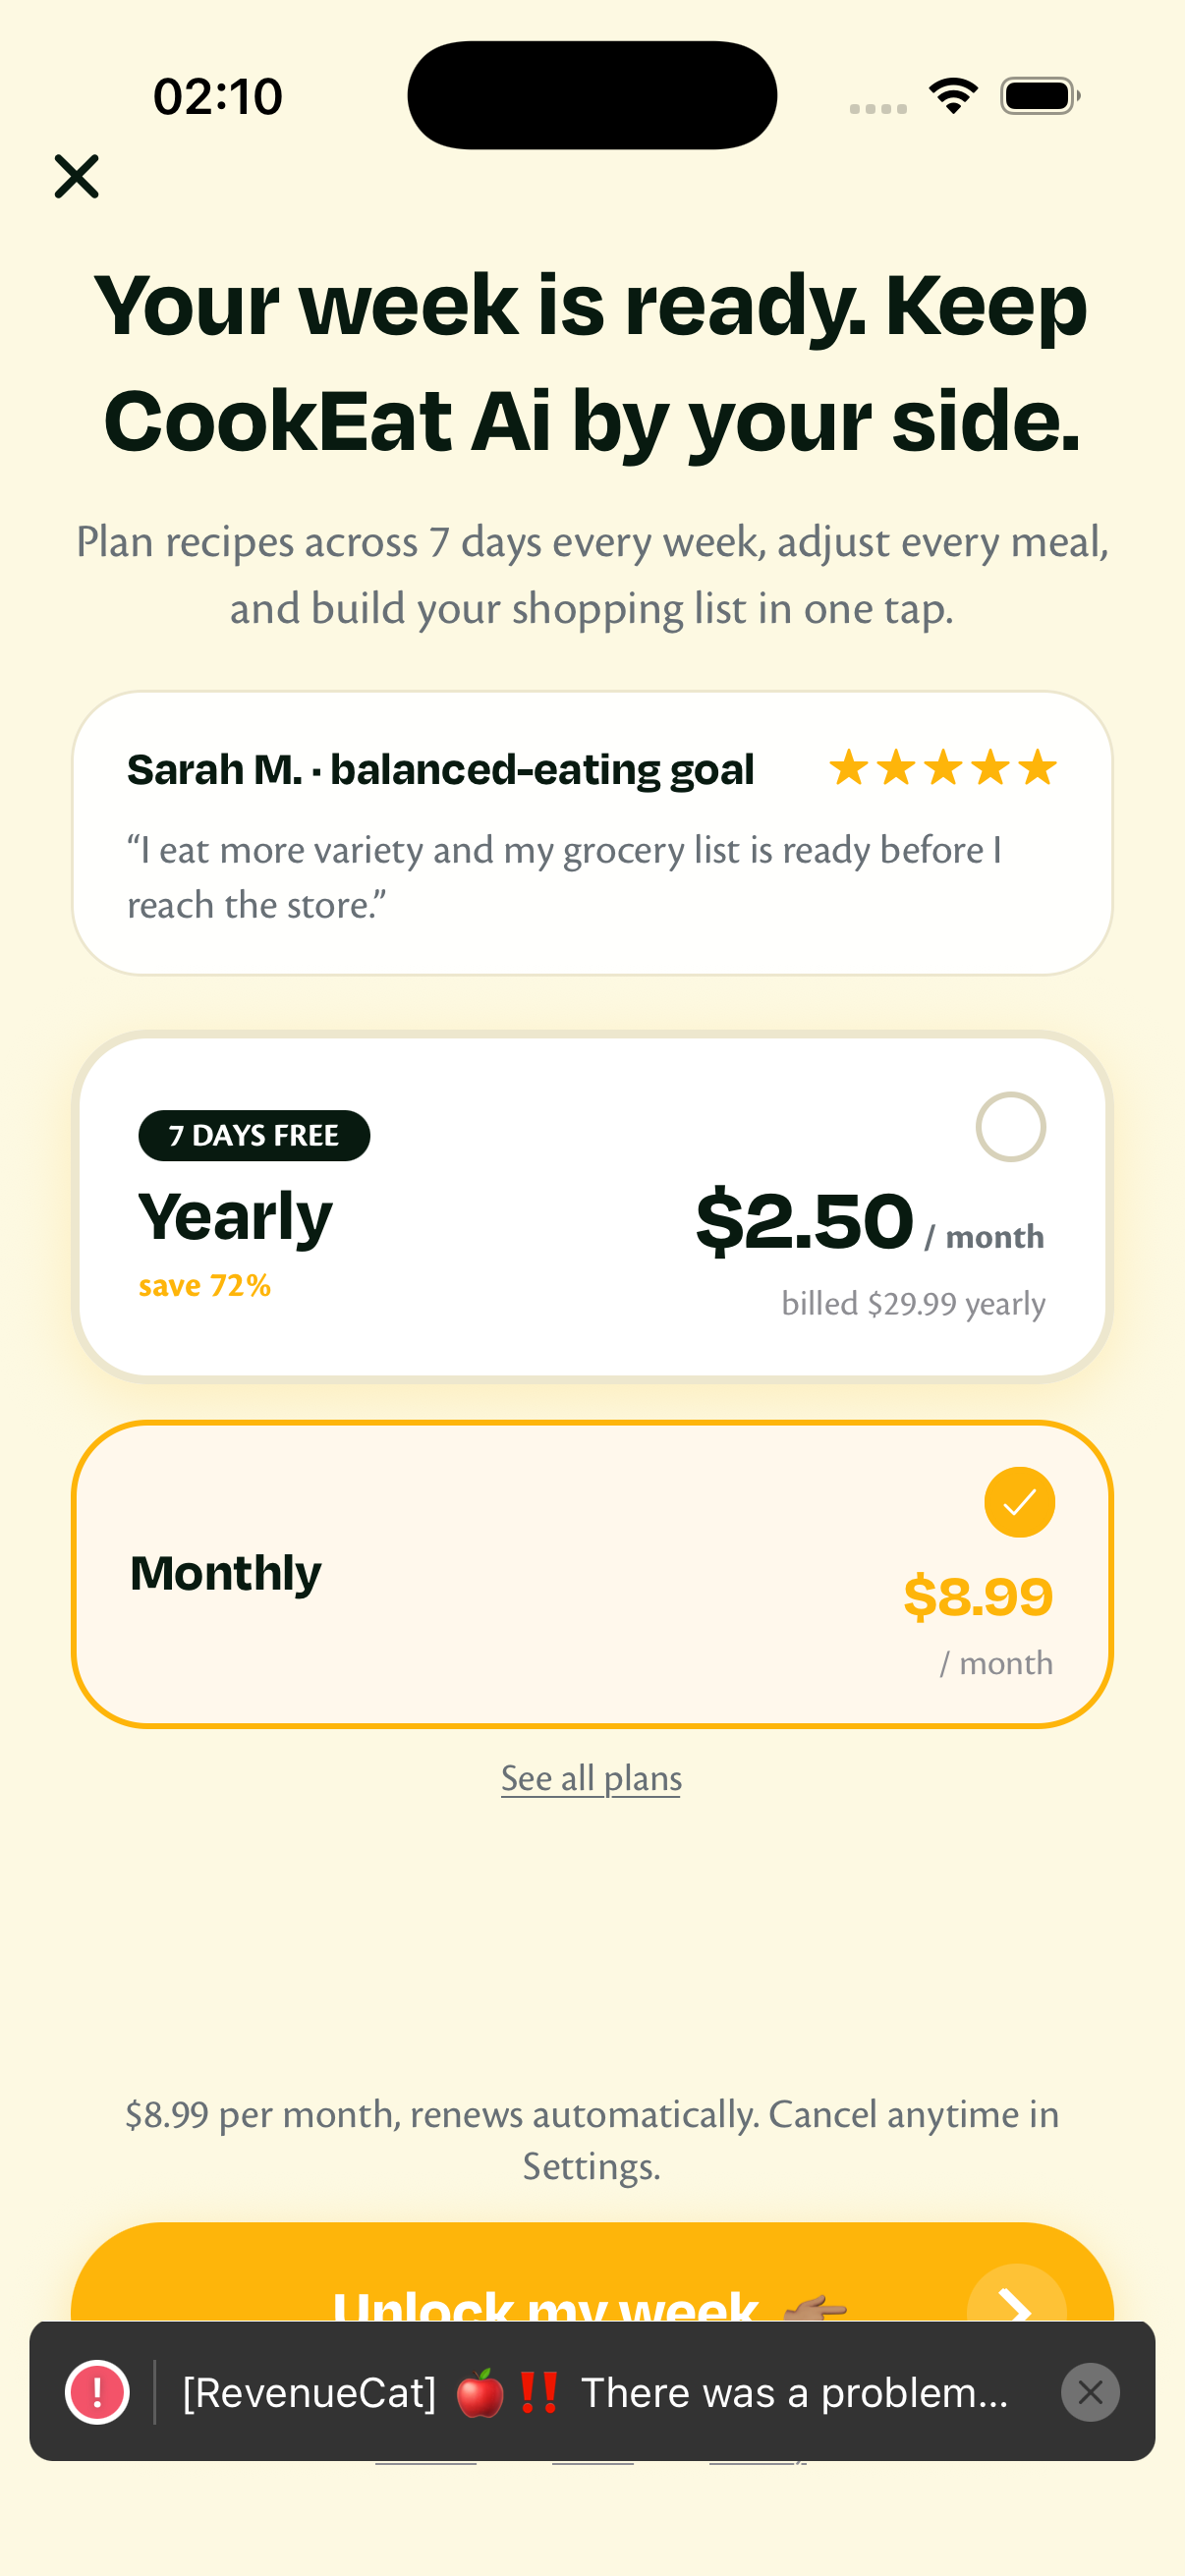 02:10
Your week is ready. Keep
CookEat Ai by your side.
Plan recipes across 7 days every week, adjust every meal,
and build your shopping list in one tap.
Sarah M. · balanced-eating goal
“I eat more variety and my grocery list is ready before I
reach the store.”
7 DAYS FREE
Yearly
$2.50 / month
save 72%
billed $29.99 yearly
Monthly
$8.99
/ month
See all plans
$8.99 per month, renews automatically. Cancel anytime in
Settings.
Unlock my week
[RevenueCat] 🍎‼️ There was a problem...